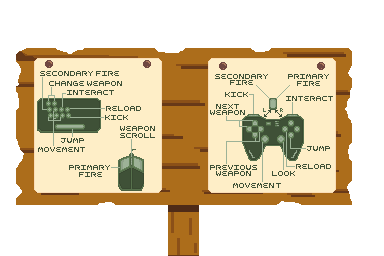 SECONDARY FIRE
CHANGE WEAPON
INTERACT
RELOAD
KICK
WEAPON
SCROLL
JUMP
MOVEMENT
PRIMARY
FIRE
SECONDARY
FIRE
PRIMARY
FIRE
KICK
INTERACT
NEXT
WEAPON
L R
JUMP
PREVIOUS
WEAPON
RELOAD
LOOK
MOVEMENT